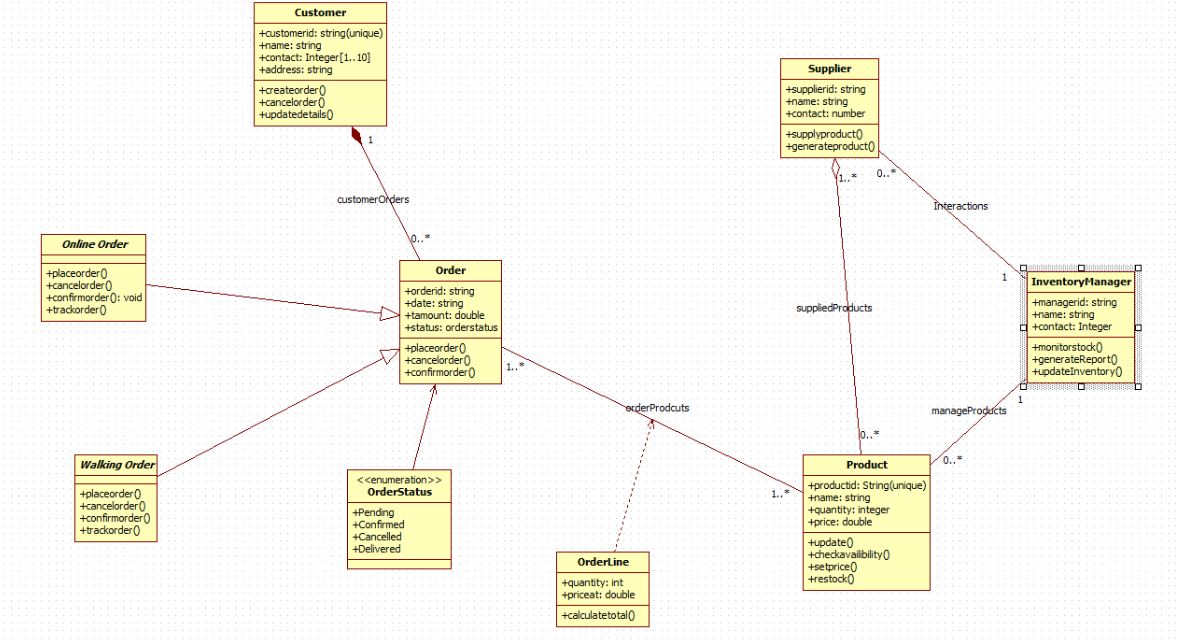 Customer
+customerid: string(unique)
+name: string
+contact: Integer[1..10]
+address: string
+createorder()
+cancelorder()
+updatedetails()
1
customerOrders
0..*
Supplier
+supplierid: string
+name: string
+contact: number
+supplyproduct()
+generateproduct()
1..*
0..*
Interactions
1
Online Order
+placeorder()
+cancelorder()
+confirmorder(): void
+trackorder()
Order
+orderid: string
+date: string
+tamount: double
+status: orderstatus
+placeorder()
+cancelorder()
+confirmorder()
1..*
InventoryManager
+managerid: string
+name: string
+contact: Integer
+monitorstock()
+generateReport()
+updateInventory()
1
suppliedProducts
manageProducts
orderProdcuts
0..*
0..*
1..*
Walking Order
+placeorder()
+cancelorder()
+confirmorder()
+trackorder()
<<enumeration>>
OrderStatus
+Pending
+Confirmed
+Cancelled
+Delivered
Product
+productid: String(unique)
+name: string
+quantity: integer
+price: double
+update()
+checkavailibility()
+setprice()
+restock()
OrderLine
+quantity: int
+priceat: double
+calculatetotal()